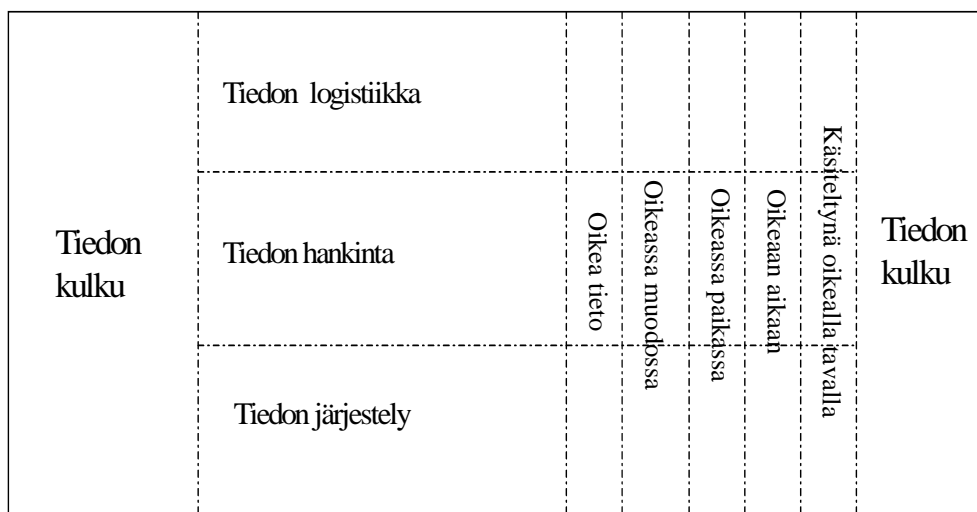 Tiedon
kulku
Tiedon logistiikka
Tiedon hankinta
Tiedon järjestely
Oikea tieto
Oikeassa muodossa
Oikeassa paikassa
Oikeaan aikaan
Käsiteltynä oikealla tavalla
Tiedon
kulku